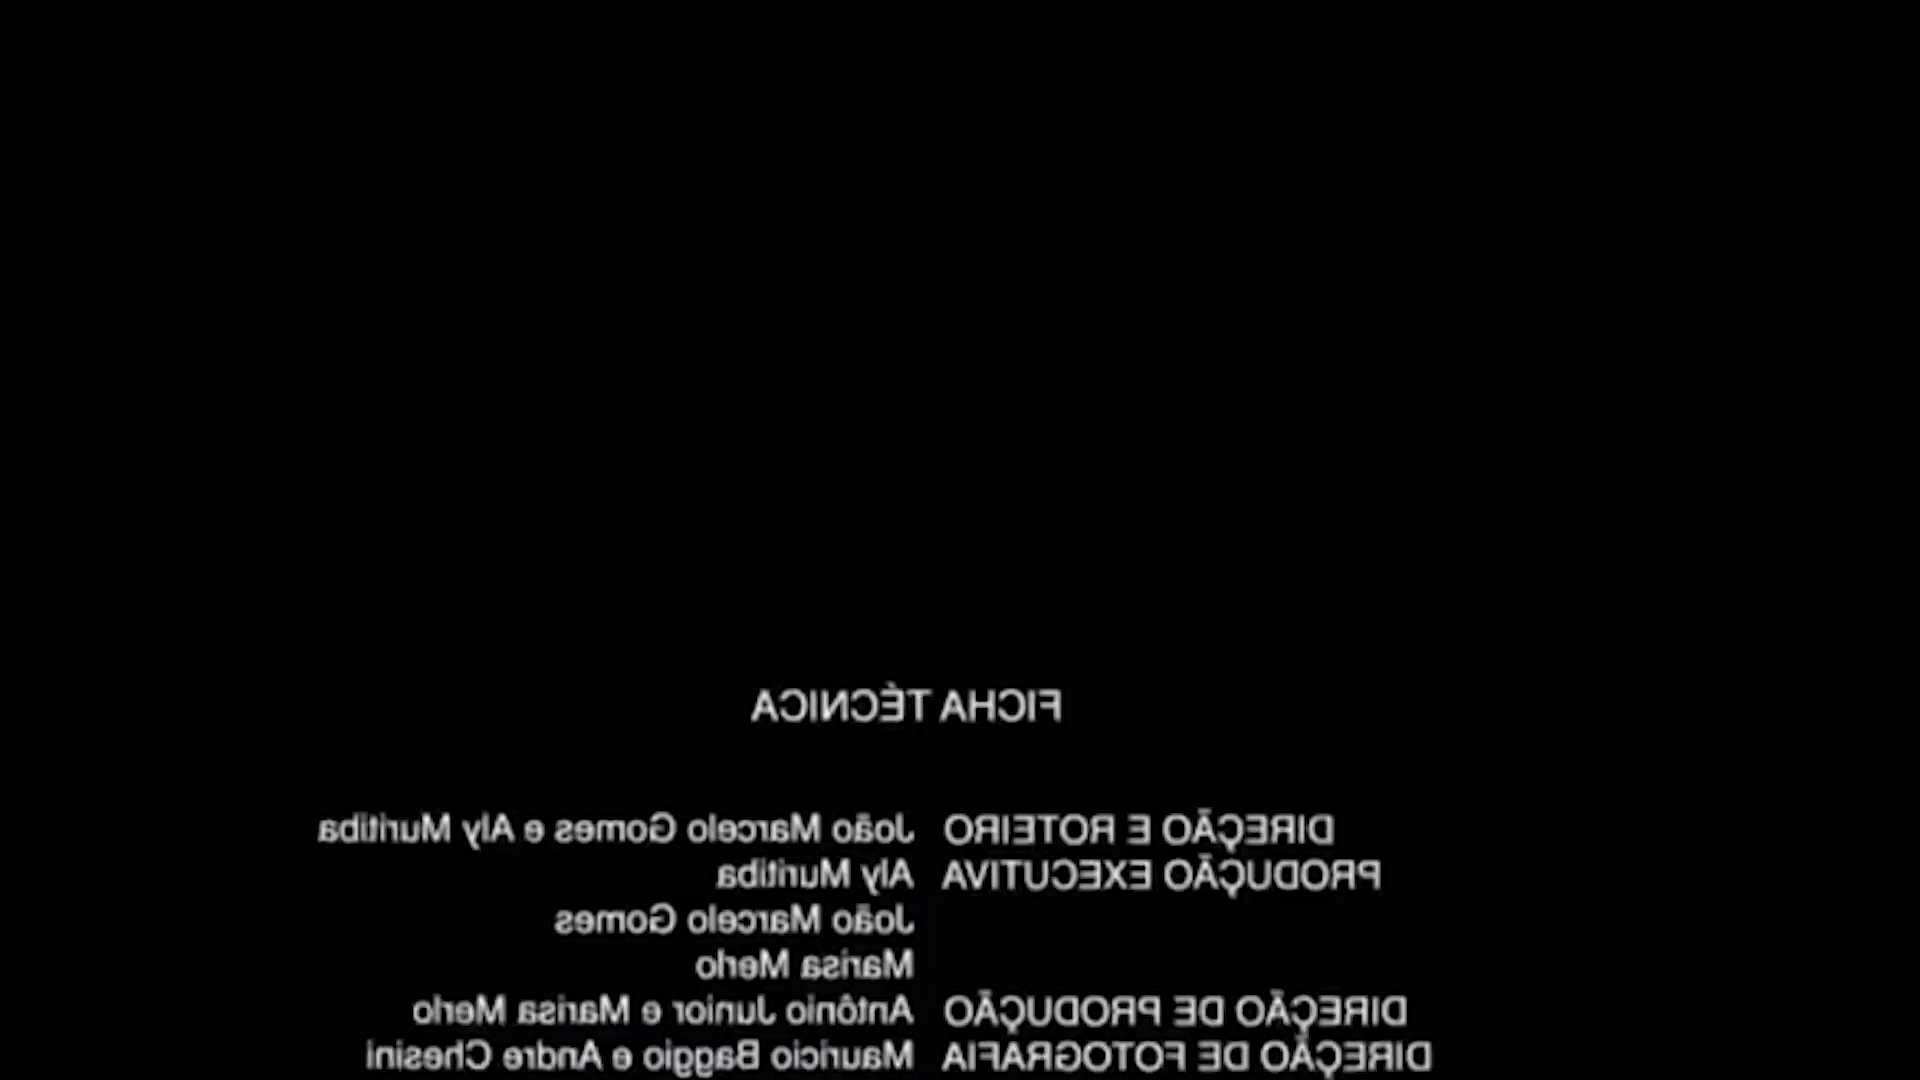 FICHA TÉCNICA
DIREÇÃO E ROTEIRO João Marcelo Gomes e Aly Muritiba
PRODUÇÃO EXECUTIVA Aly Muritiba
João Marcelo Gomes
Marisa Merlo
DIREÇÃO DE PRODUÇÃO Antônio Junior e Marisa Merlo
DIREÇÃO DE FOTOGRAFIA Mauricio Baggio e Andre Chesini